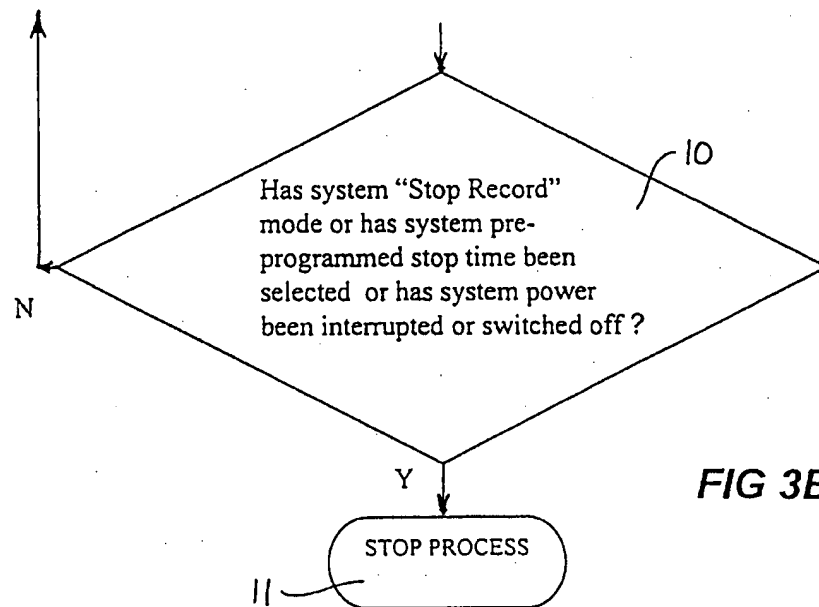 10
Has system “Stop Record”
mode or has system pre-
programmed stop time been
selected or has system power
been interrupted or switched off ?
N
Y
FIG 3B
STOP PROCESS
11